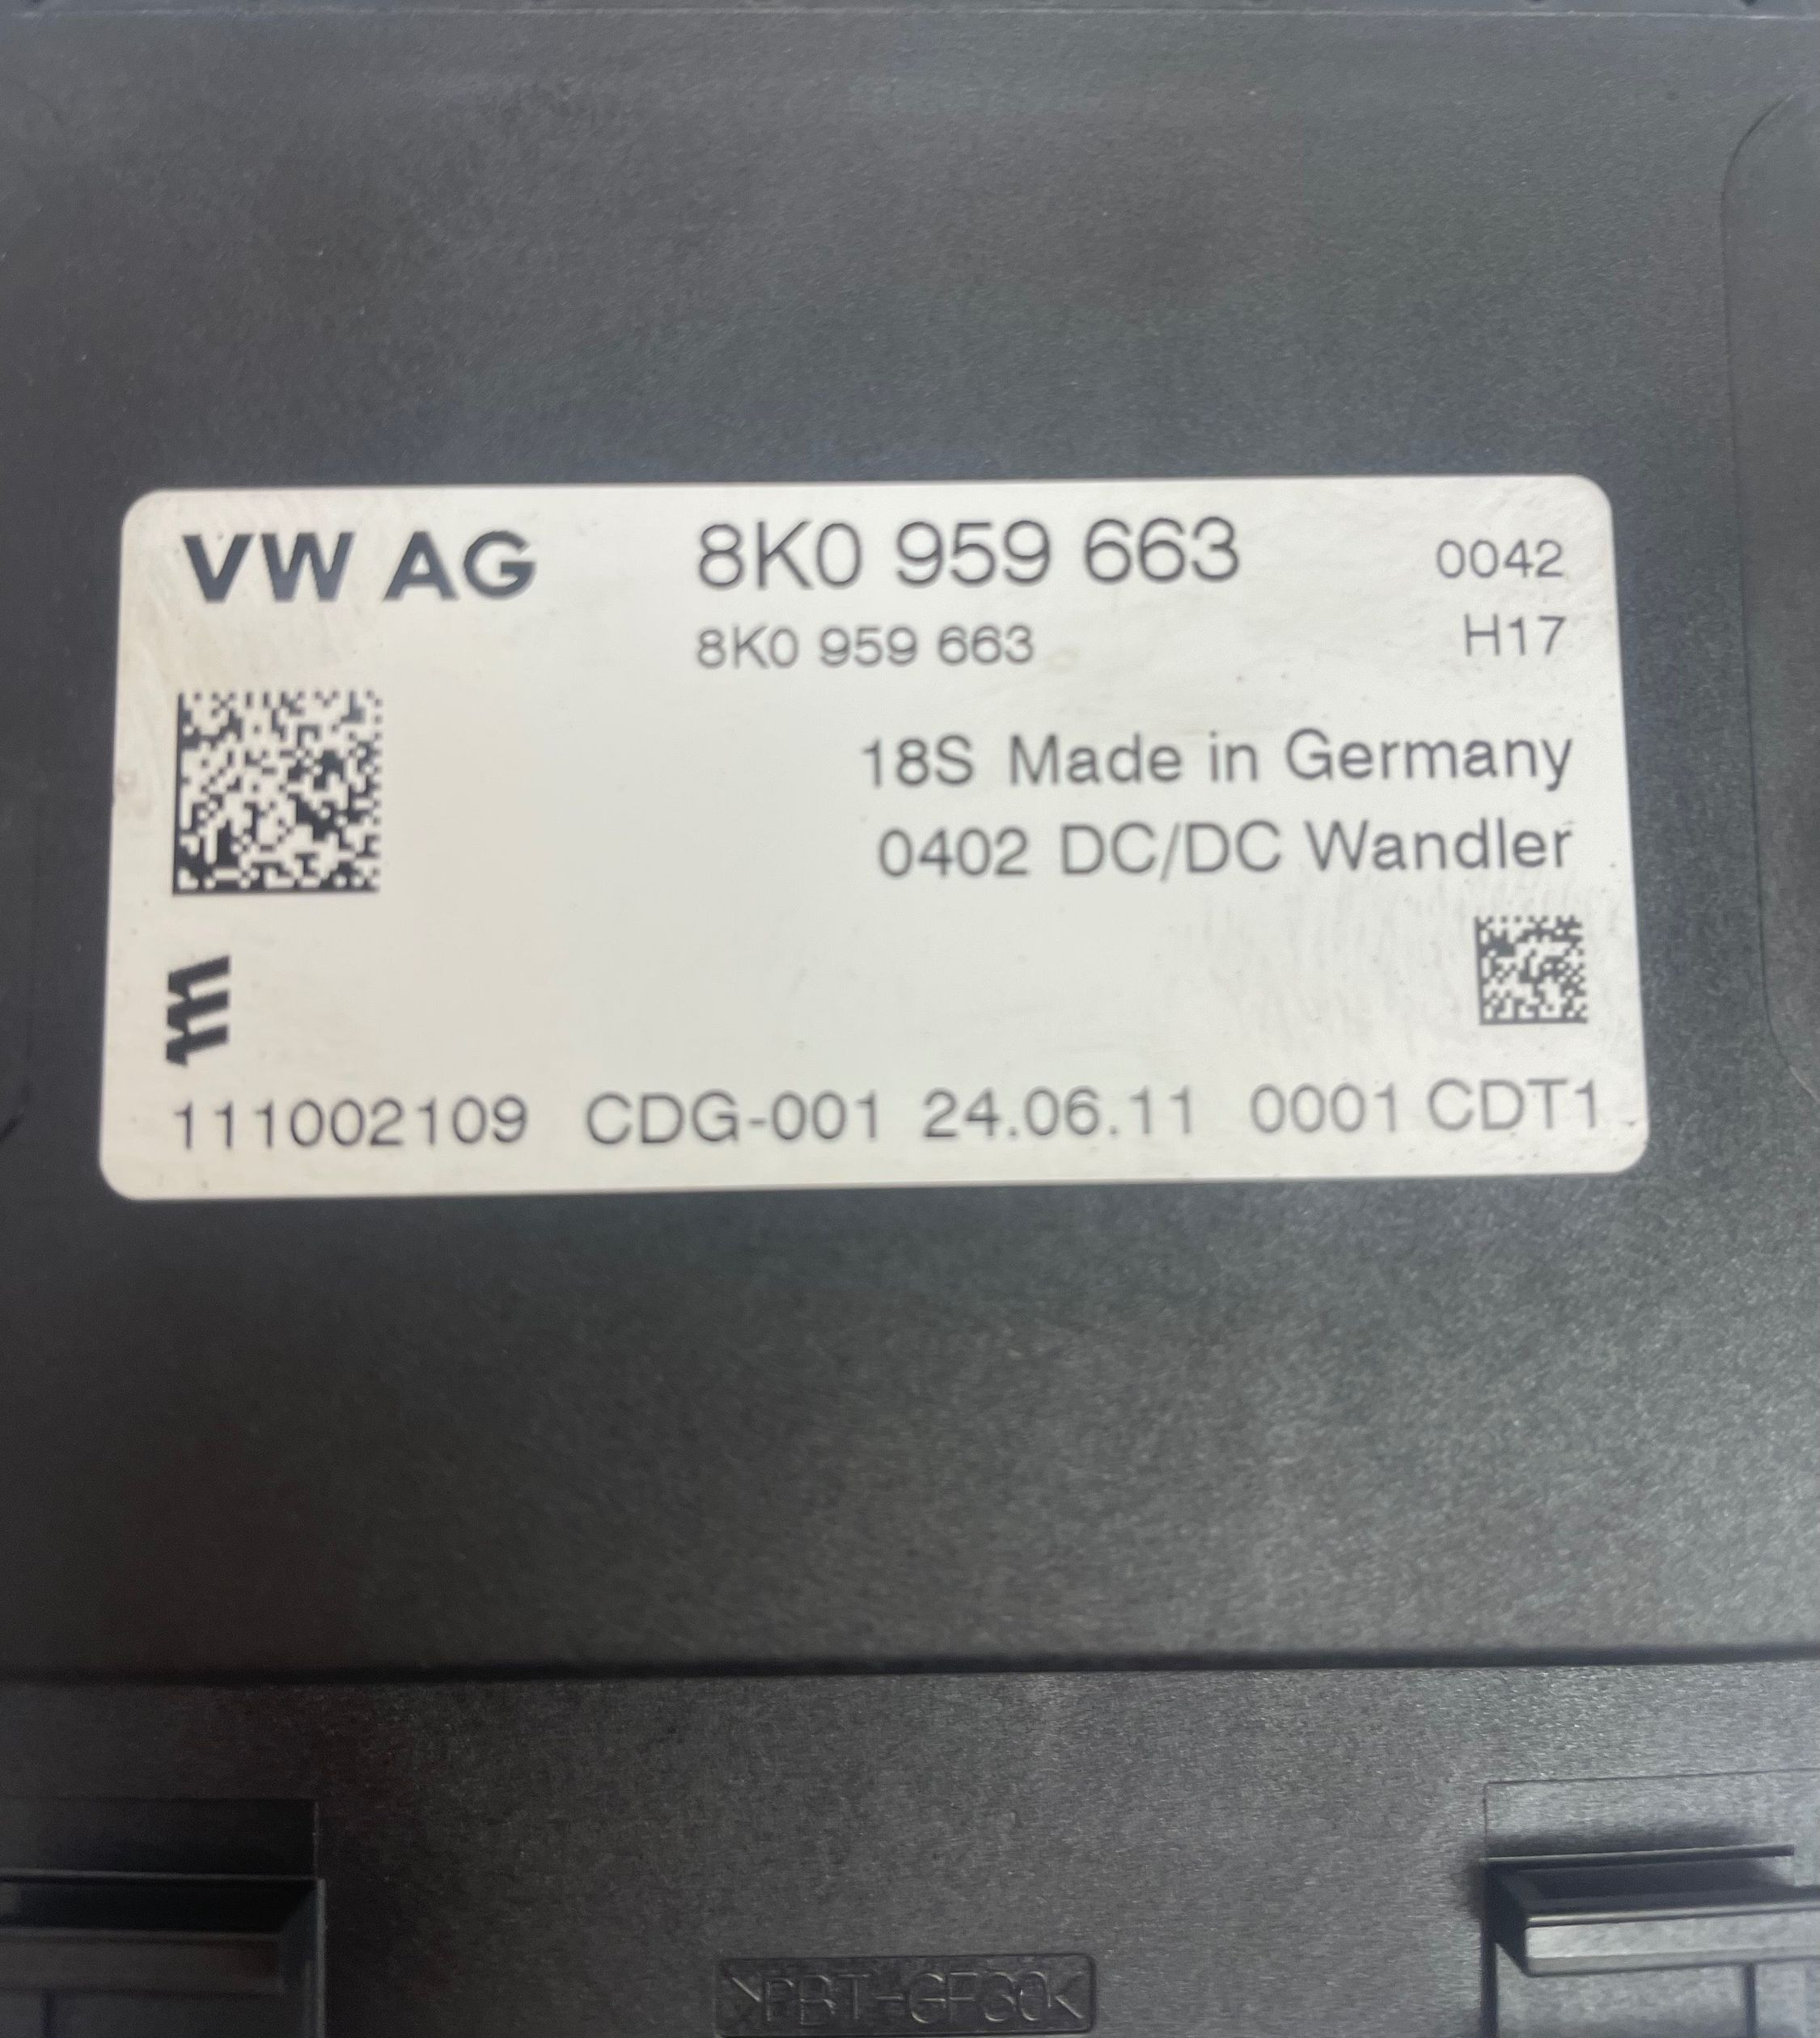 VW AG 8K0 959 663 0042
8K0 959 663 H17
18S Made in Germany
0402 DC/DC Wandler
111002109 CDG-001 24.06.11 0001 CDT1
>PBT-GF30<